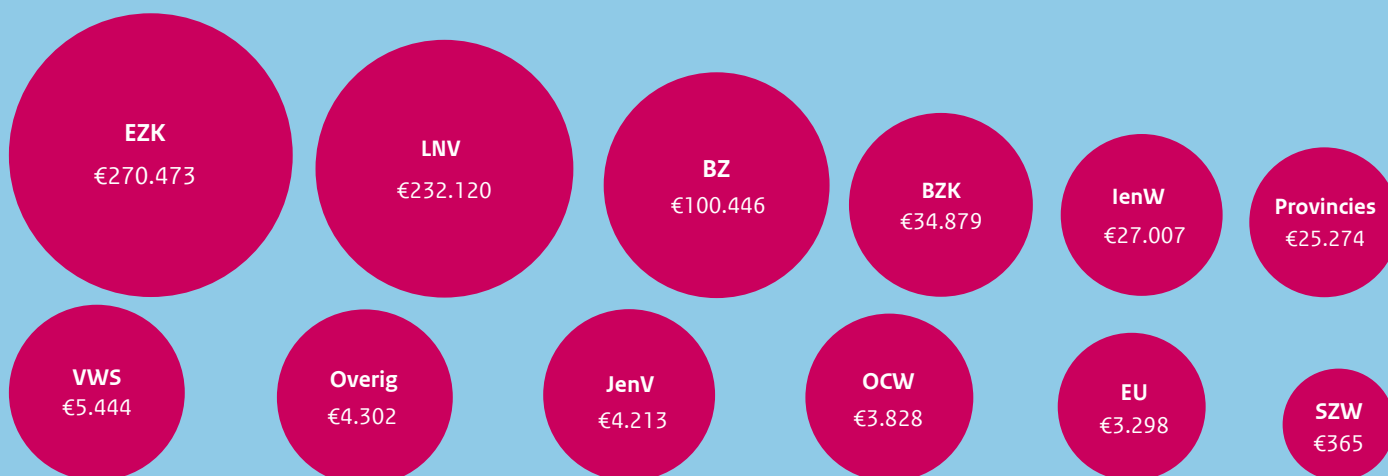 EZK
€270.473
LNV
€232.120
BZ
€100.446
BZK
€34.879
IenW
€27.007
Provincies
€25.274
VWS
€5.444
Overig
€4.302
JenV
€4.213
OCW
€3.828
EU
€3.298
SZW
€365